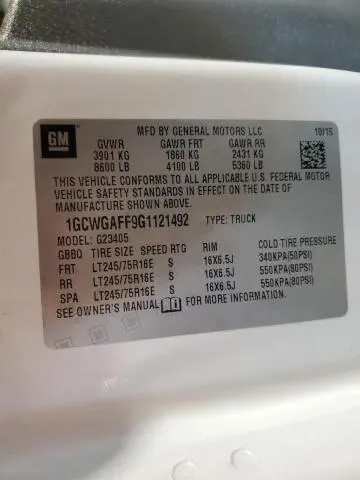 GM
MFD BY GENERAL MOTORS LLC 10/15
GVWR GAWR FRT GAWR RR
3901 KG 1860 KG 2431 KG
8600 LB 4100 LB 5360 LB
THIS VEHICLE CONFORMS TO ALL APPLICABLE U.S. FEDERAL MOTOR
VEHICLE SAFETY STANDARDS IN EFFECT ON THE DATE OF
MANUFACTURE SHOWN ABOVE.
1GCWGAFF9G1121492 TYPE: TRUCK
MODEL: G23405
GBBQ TIRE SIZE SPEED RTG RIM COLD TIRE PRESSURE
FRT LT245/75R16E S 16X6.5J 340KPA(50PSI)
RR LT245/75R16E S 16X6.5J 550KPA(80PSI)
SPA LT245/75R16E S 16X6.5J 550KPA(80PSI)
SEE OWNER'S MANUAL FOR MORE INFORMATION.